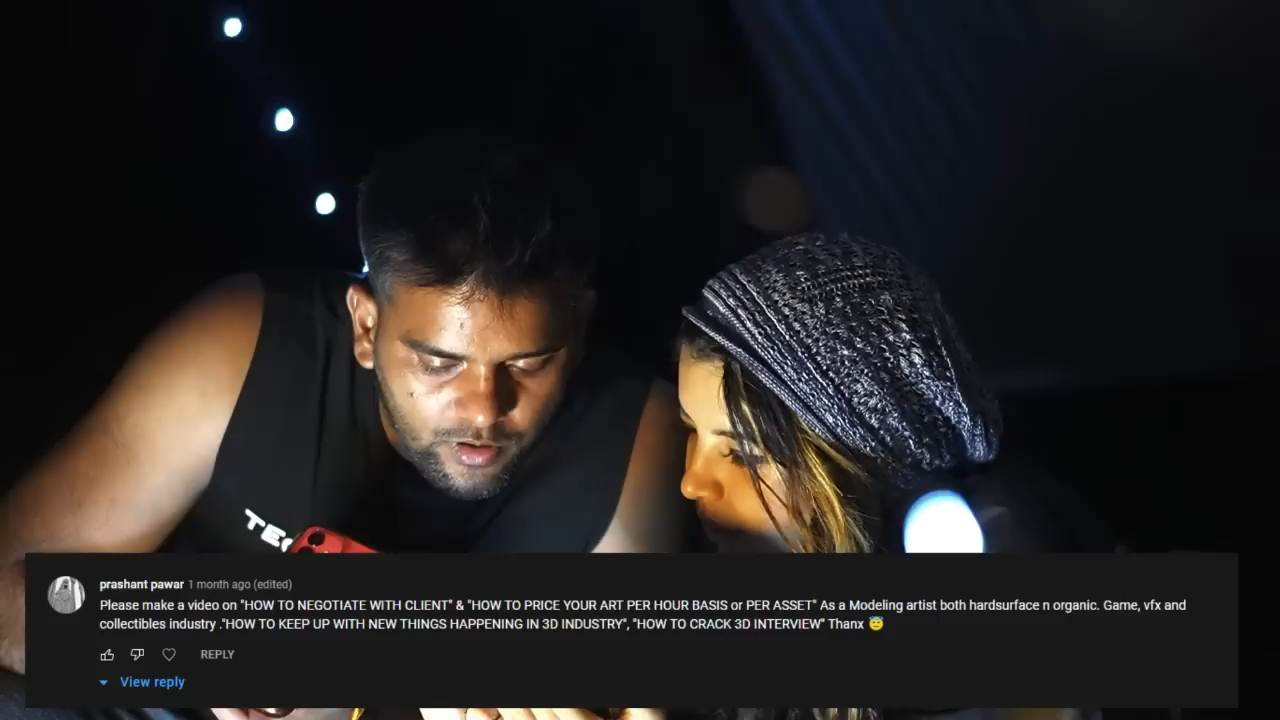 TEC
prashant pawar 1 month ago (edited)
Please make a video on "HOW TO NEGOTIATE WITH CLIENT" & "HOW TO PRICE YOUR ART PER HOUR BASIS or PER ASSET" As a Modeling artist both hardsurface n organic. Game, vfx and
collectibles industry ."HOW TO KEEP UP WITH NEW THINGS HAPPENING IN 3D INDUSTRY", "HOW TO CRACK 3D INTERVIEW" Thanx 😇
REPLY
View reply